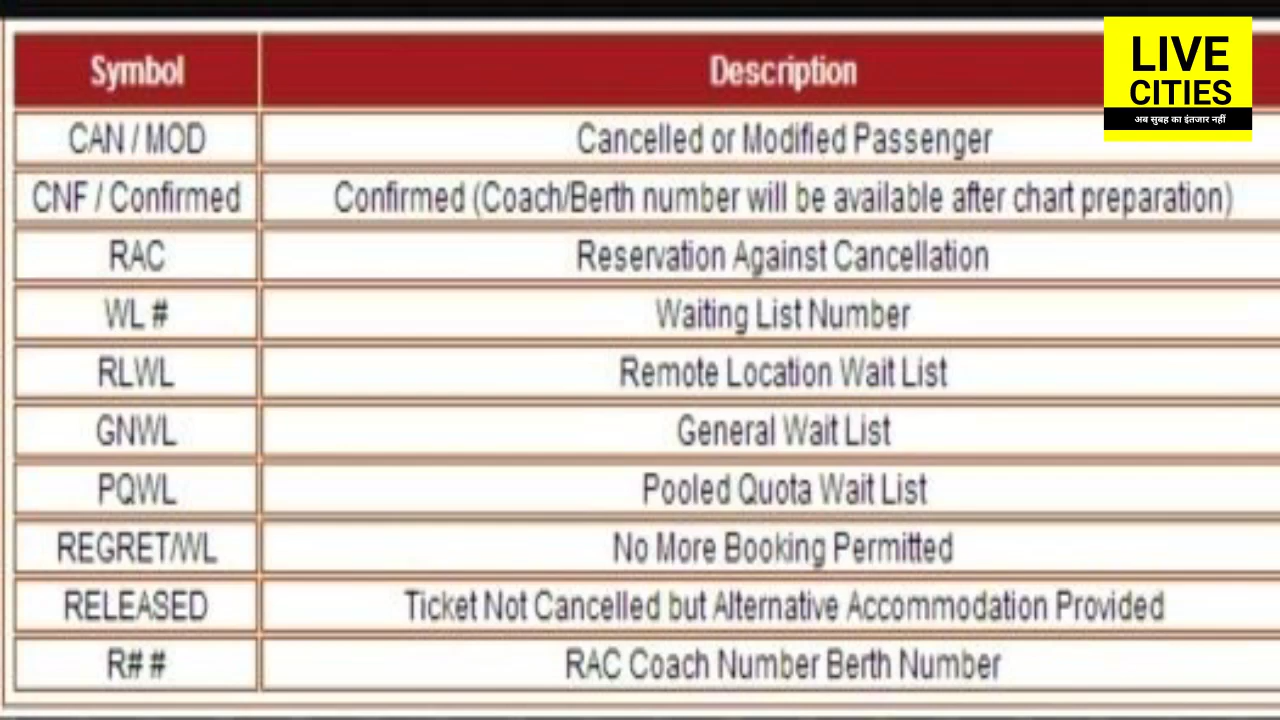 Symbol Description
CAN / MOD Cancelled or Modified Passenger
CNF / Confirmed Confirmed (Coach/Berth number will be available after chart preparation)
RAC Reservation Against Cancellation
WL # Waiting List Number
RLWL Remote Location Wait List
GNWL General Wait List
PQWL Pooled Quota Wait List
REGRET/WL No More Booking Permitted
RELEASED Ticket Not Cancelled but Alternative Accommodation Provided
R# # RAC Coach Number Berth Number
LIVE
CITIES
अब सुबह का इंतजार नहीं